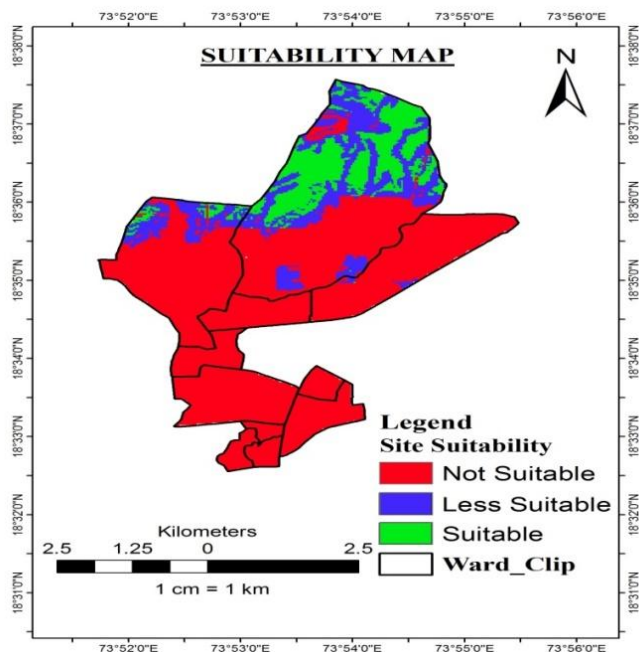 73°52'0"E 73°53'0"E 73°54'0"E 73°55'0"E 73°56'0"E
SUITABILITY MAP
N
18°38'0"N 18°38'0"N
18°37'0"N 18°37'0"N
18°36'0"N 18°36'0"N
18°35'0"N 18°35'0"N
18°34'0"N 18°34'0"N
18°33'0"N 18°33'0"N
18°32'0"N 18°32'0"N
18°31'0"N 18°31'0"N
Legend
Site Suitability
Not Suitable
Less Suitable
Suitable
Ward_Clip
Kilometers
2.5 1.25 0 2.5
1 cm = 1 km
73°52'0"E 73°53'0"E 73°54'0"E 73°55'0"E 73°56'0"E